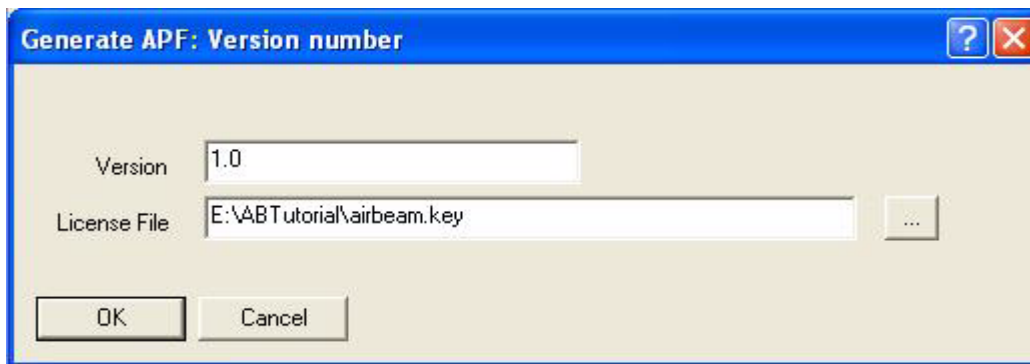 Generate APF: Version number
?
Version 1.0
License File E:\ABTutorial\airbeam.key ...
OK Cancel